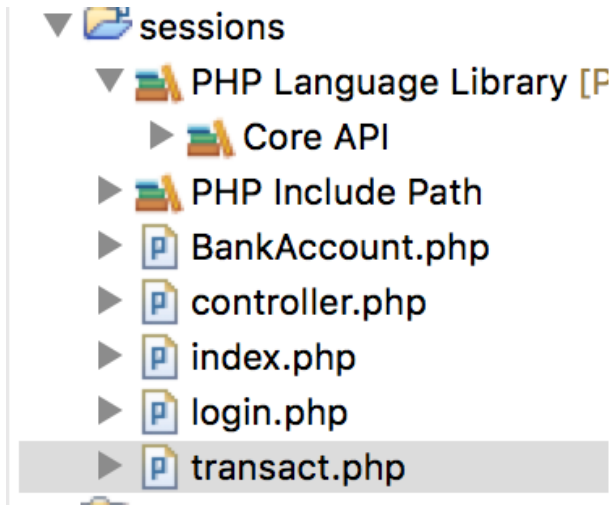 sessions
PHP Language Library [P
Core API
PHP Include Path
BankAccount.php
controller.php
index.php
login.php
transact.php